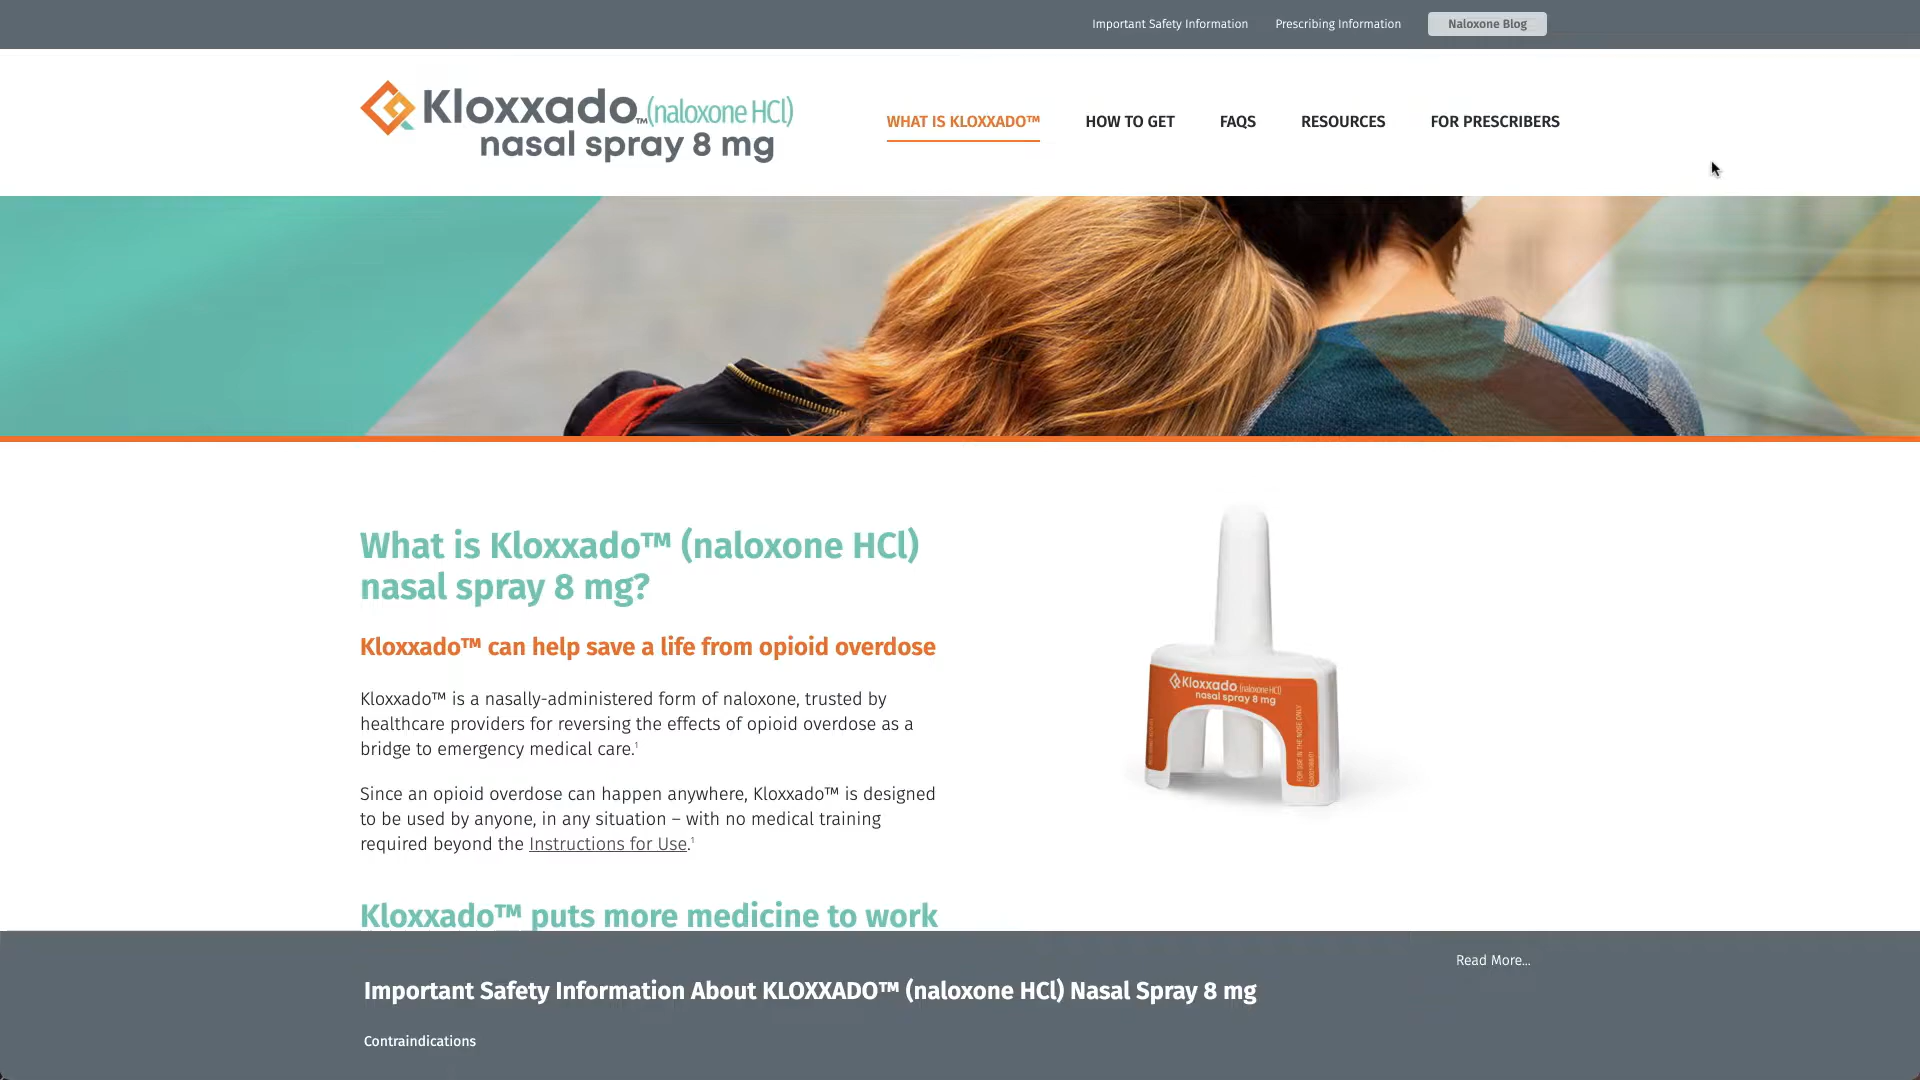 Important Safety Information
Prescribing Information
Naloxone Blog
Kloxxado™ (naloxone HCl)
nasal spray 8 mg
WHAT IS KLOXXADO™
HOW TO GET
FAQS
RESOURCES
FOR PRESCRIBERS
What is Kloxxado™ (naloxone HCl)
nasal spray 8 mg?
Kloxxado™ can help save a life from opioid overdose
Kloxxado™ is a nasally-administered form of naloxone, trusted by
healthcare providers for reversing the effects of opioid overdose as a
bridge to emergency medical care.¹
Since an opioid overdose can happen anywhere, Kloxxado™ is designed
to be used by anyone, in any situation – with no medical training
required beyond the Instructions for Use.¹
Kloxxado (naloxone HCl)
nasal spray 8 mg
FOR USE IN THE NOSE ONLY
Kloxxado™ puts more medicine to work
Read More...
Important Safety Information About KLOXXADO™ (naloxone HCl) Nasal Spray 8 mg
Contraindications